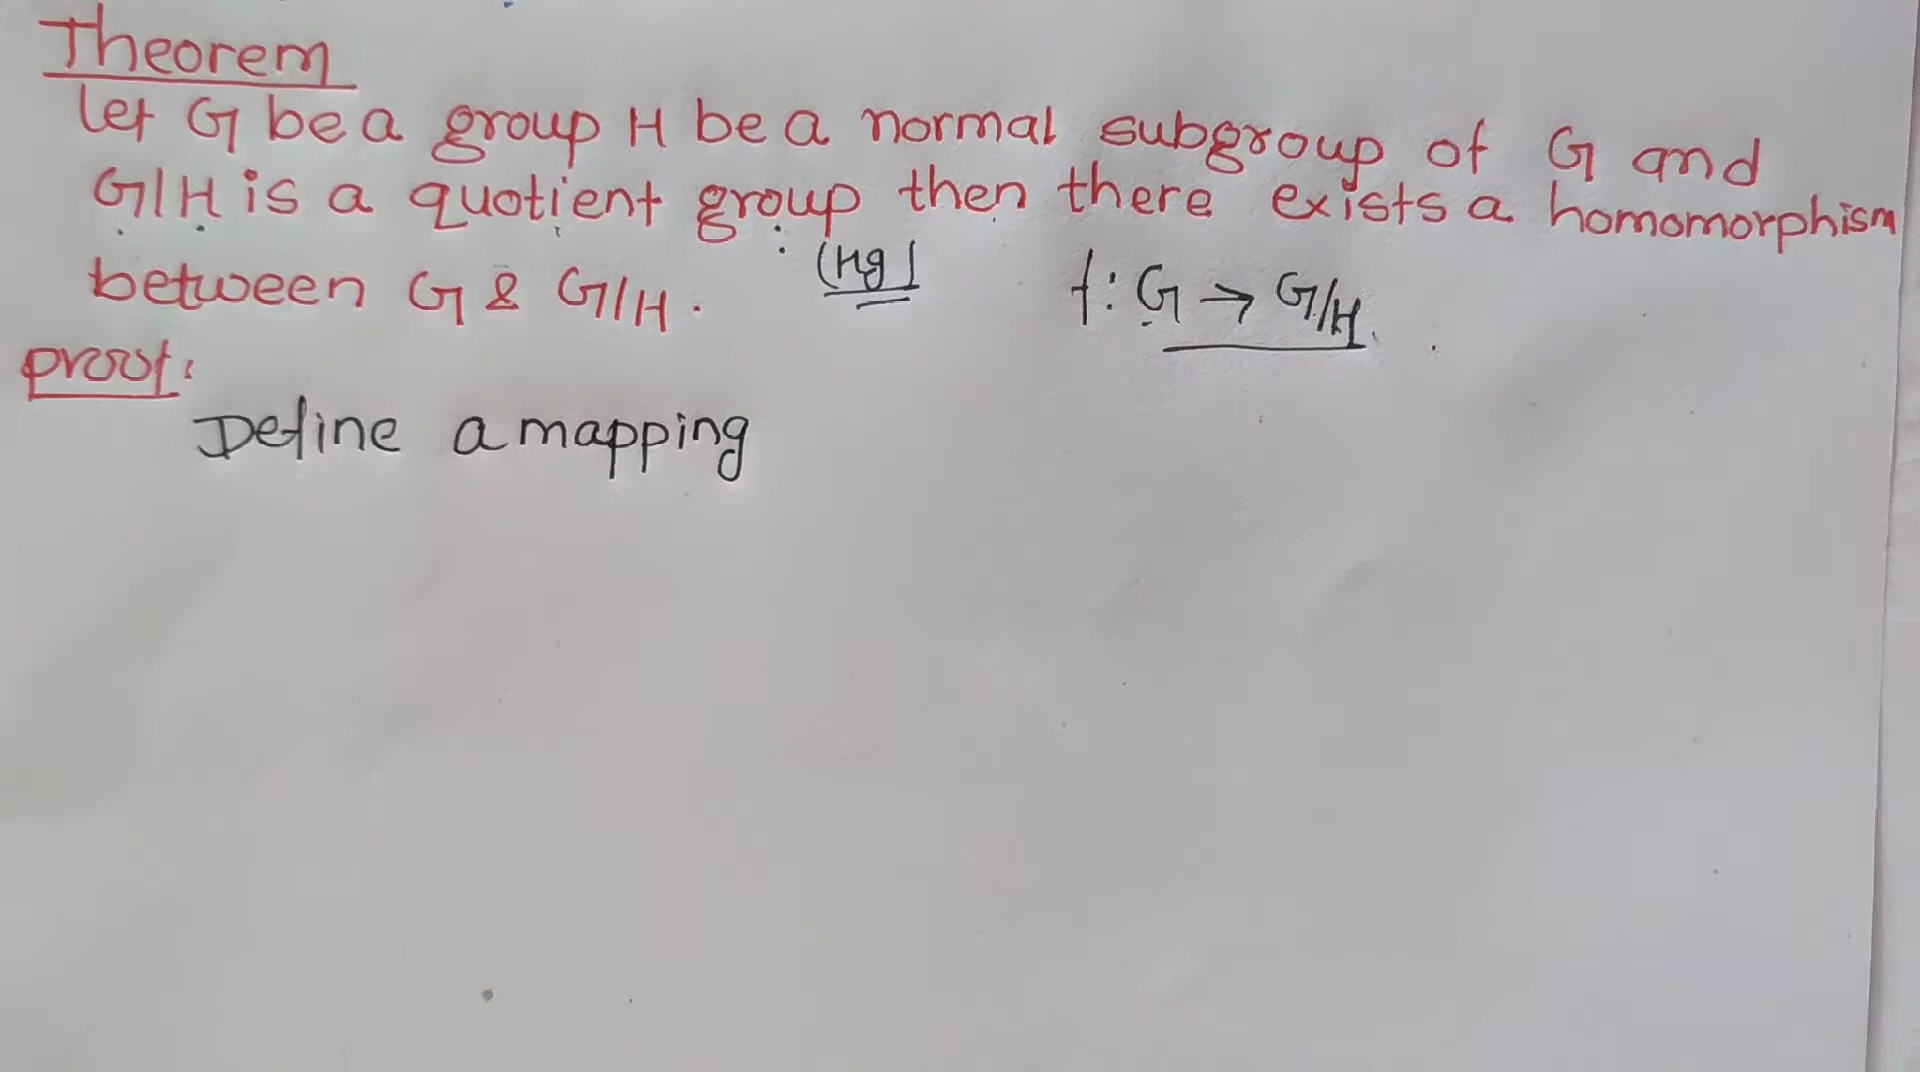 Theorem
let G be a group H be a normal subgroup of G and
G/H is a quotient group then there exists a homomorphism
between G & G/H. (Hg) f: G → G/H.
proof:
Define a mapping